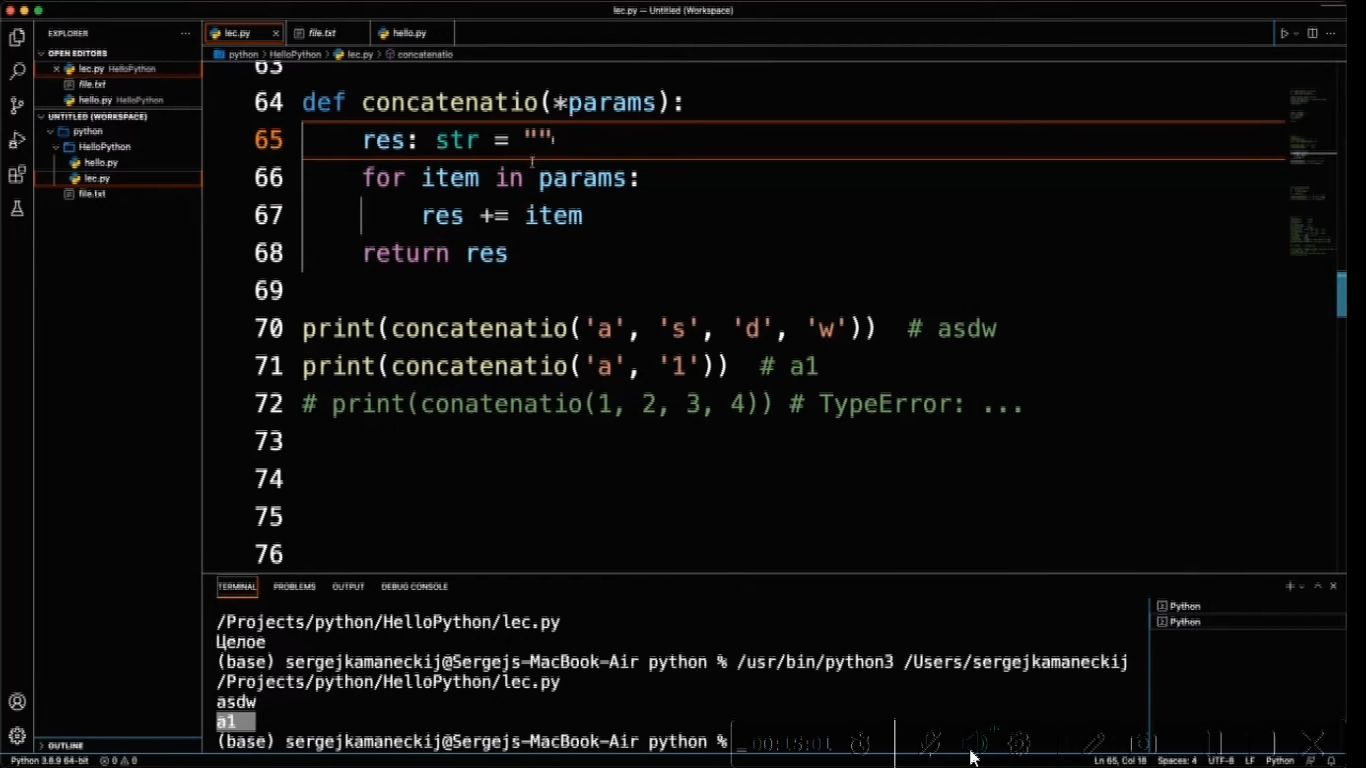 lec.py — Untitled (Workspace)
EXPLORER
lec.py
file.txt
hello.py
OPEN EDITORS
python > HelloPython > lec.py > concatenatio
lec.py HelloPython
file.txt
hello.py HelloPython
UNTITLED (WORKSPACE)
python
HelloPython
hello.py
lec.py
file.txt
63
64 def concatenatio(*params):
65 res: str = ""
66 for item in params:
67 res += item
68 return res
69
70 print(concatenatio('a', 's', 'd', 'w')) # asdw
71 print(concatenatio('a', '1')) # a1
72 # print(conatenatio(1, 2, 3, 4)) # TypeError: ...
73
74
75
76
TERMINAL PROBLEMS OUTPUT DEBUG CONSOLE
/Projects/python/HelloPython/lec.py
Целое
(base) sergejkamaneckij@Sergejs-MacBook-Air python % /usr/bin/python3 /Users/sergejkamaneckij
/Projects/python/HelloPython/lec.py
asdw
a1
(base) sergejkamaneckij@Sergejs-MacBook-Air python %
Python
Python
00:15:01
OUTLINE
Python 3.8.9 64-bit 0 0
Ln 65, Col 18 Spaces: 4 UTF-8 LF Python